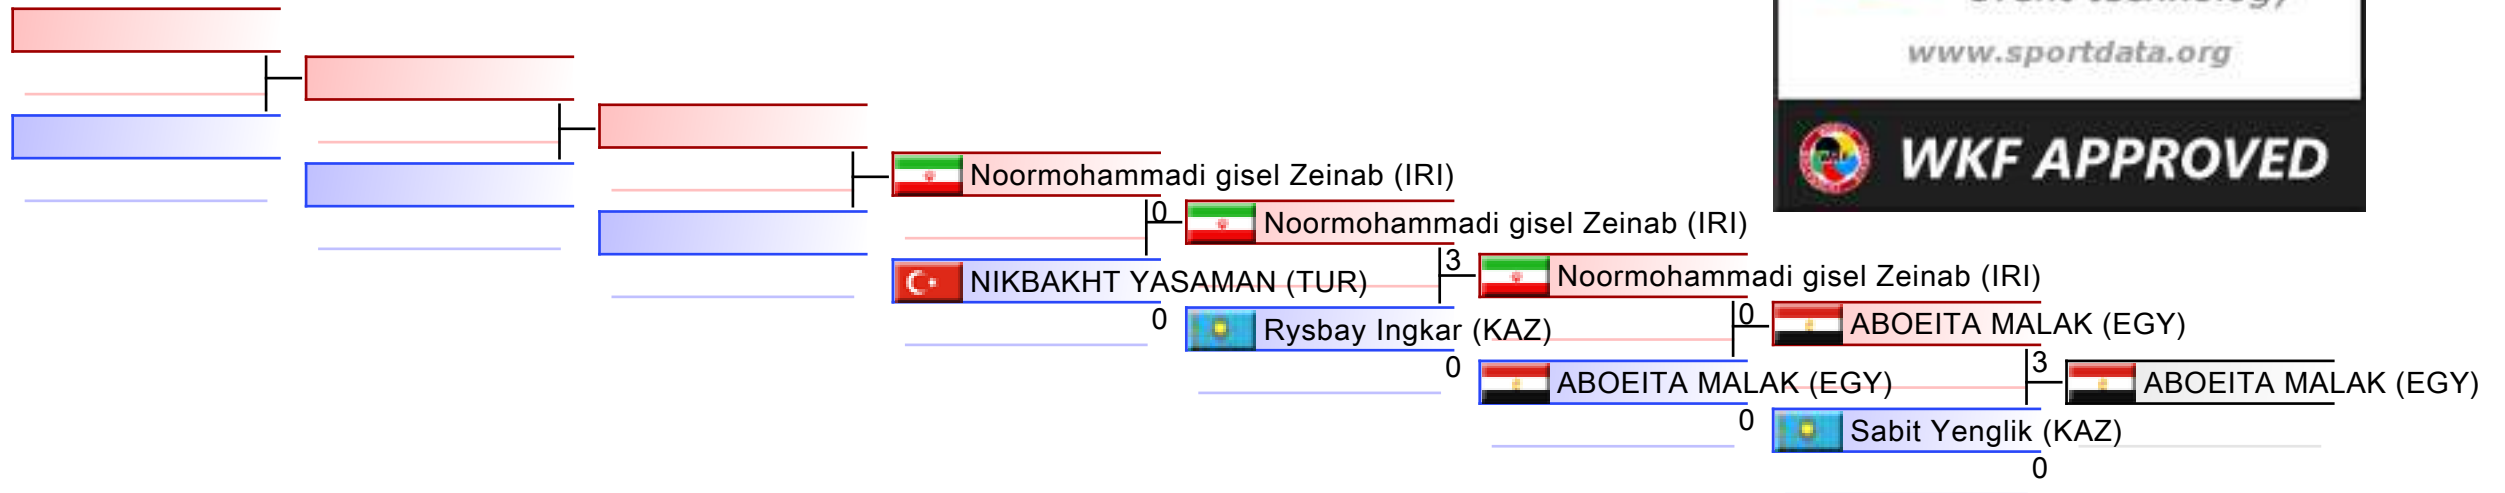 technology
www.sportdata.org
WKF APPROVED
Noormohammadi gisel Zeinab (IRI)
0
Noormohammadi gisel Zeinab (IRI)
3
NIKBAKHT YASAMAN (TUR)
0
Noormohammadi gisel Zeinab (IRI)
0
Rysbay Ingkar (KAZ)
0
ABOEITA MALAK (EGY)
3
ABOEITA MALAK (EGY)
0
ABOEITA MALAK (EGY)
Sabit Yenglik (KAZ)
0